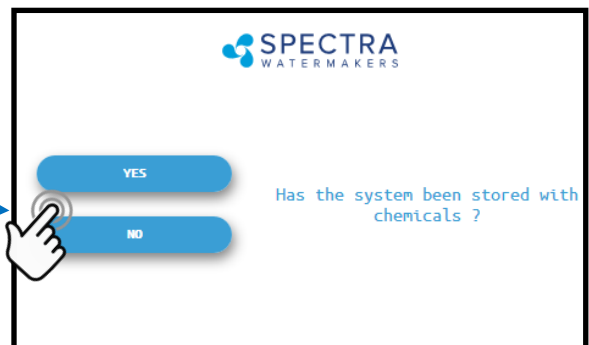 SPECTRA
WATERMAKERS
YES
NO
Has the system been stored with
chemicals ?